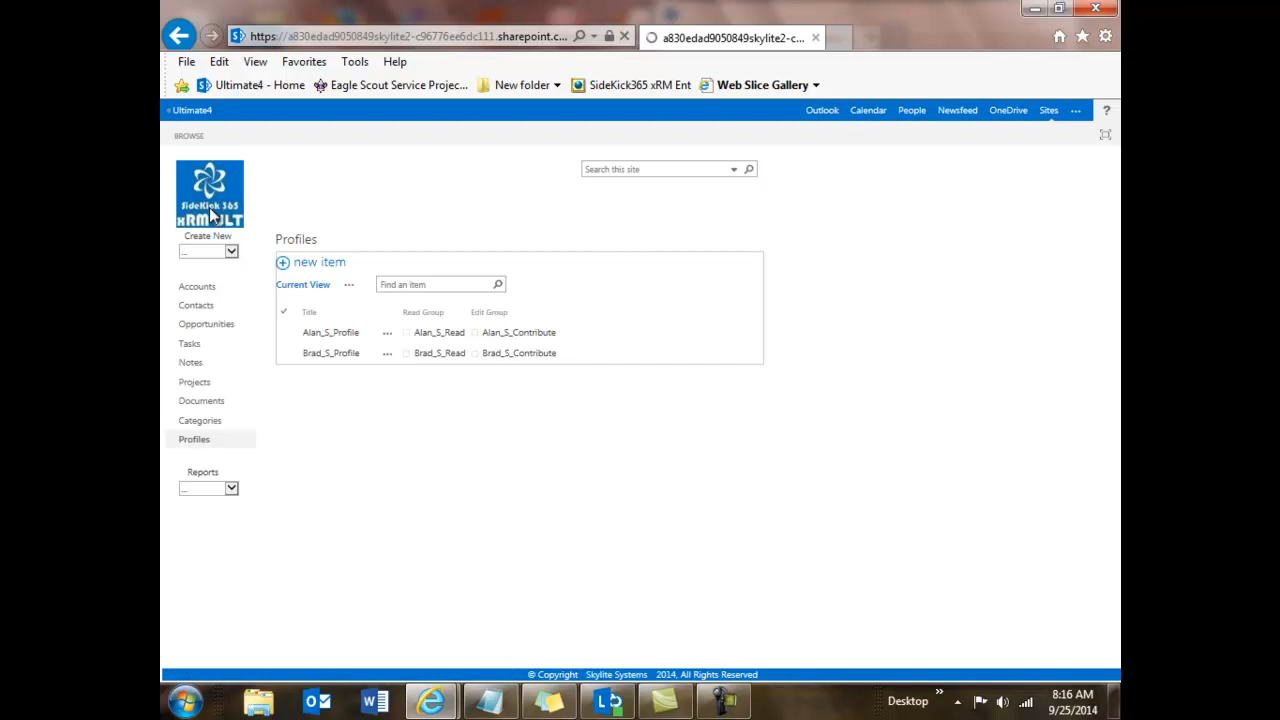 https://a830edad9050849skylite2-c96776ee6dc111.sharepoint.c...
a830edad9050849skylite2-c...
File Edit View Favorites Tools Help
Ultimate4 - Home Eagle Scout Service Projec... New folder SideKick365 xRM Ent Web Slice Gallery
Ultimate4 Outlook Calendar People Newsfeed OneDrive Sites ... ?
BROWSE
Search this site
SideKick 365
xRM ULT
Create New
...
Profiles
new item
Current View ... Find an item
Title Read Group Edit Group
Alan_S_Profile ... Alan_S_Read Alan_S_Contribute
Brad_S_Profile ... Brad_S_Read Brad_S_Contribute
Accounts
Contacts
Opportunities
Tasks
Notes
Projects
Documents
Categories
Profiles
Reports
...
© Copyright Skylite Systems 2014, All Rights Reserved
Desktop 8:16 AM
9/25/2014